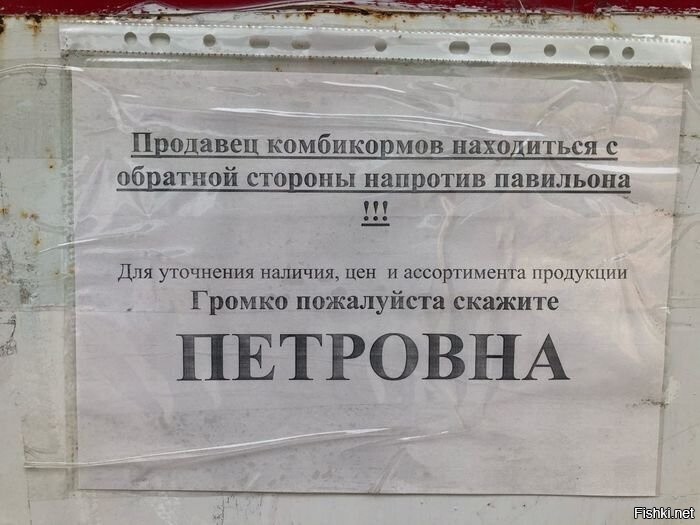 Продавец комбикормов находиться с
обратной стороны напротив павильона
!!!
Для уточнения наличия, цен и ассортимента продукции
Громко пожалуйста скажите
ПЕТРОВНА
Fishki.net